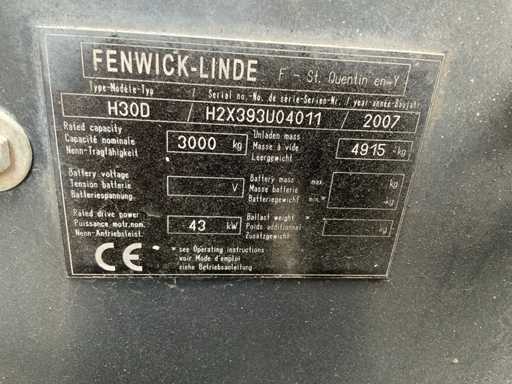 FENWICK-LINDE F - St. Quentin en-Y
Type-Modèle-Typ / Serial no.-No. de série-Serien-Nr. / year-année-Baujahr
H30D / H2X393U04011 / 2007
Rated capacity
Capacité nominale
Nenn-Tragfähigkeit
3000 kg
Unladen mass
Masse à vide
Leergewicht
4915 kg
Battery voltage
Tension batterie
Batteriespannung
V
Battery mass max. kg
Masse batterie
Batteriegewicht min. kg
Rated drive power
Puissance motr.nom.
Nenn-Antriebsleist.
43 kW
Ballast weight *
Poids additionnel
Zusatzgewicht
kg
CE
* see Operating instructions
voir Mode d'emploi
siehe Betriebsanleitung